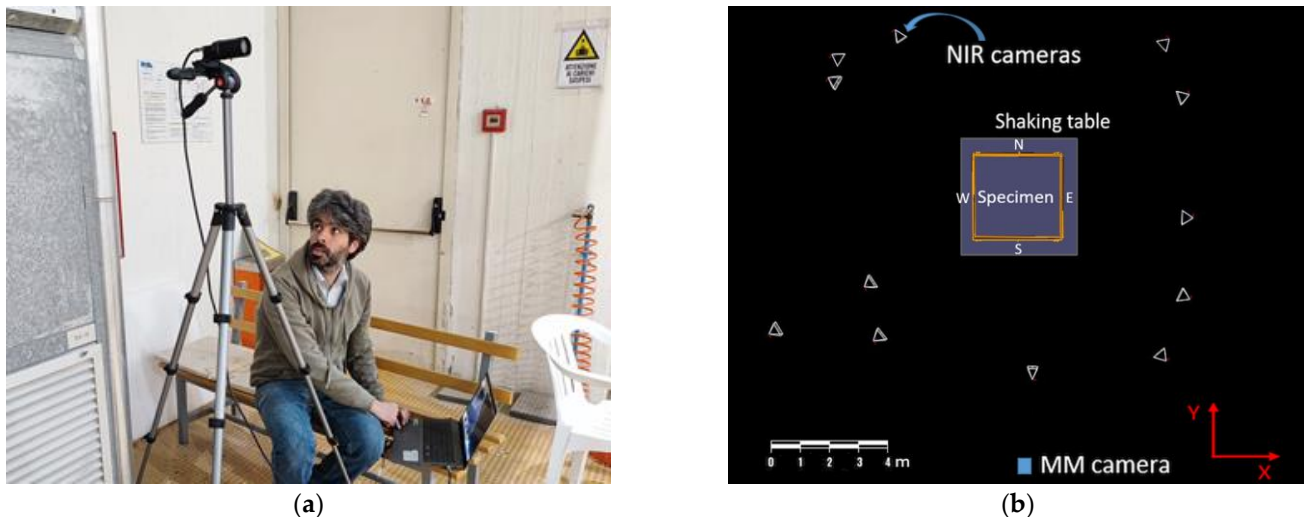 ATTENZIONE
AI CARICHI
SOSPESI
NIR cameras
Shaking table
N
W Specimen E
S
0 1 2 3 4 m
MM camera
Y
X
(a)
(b)